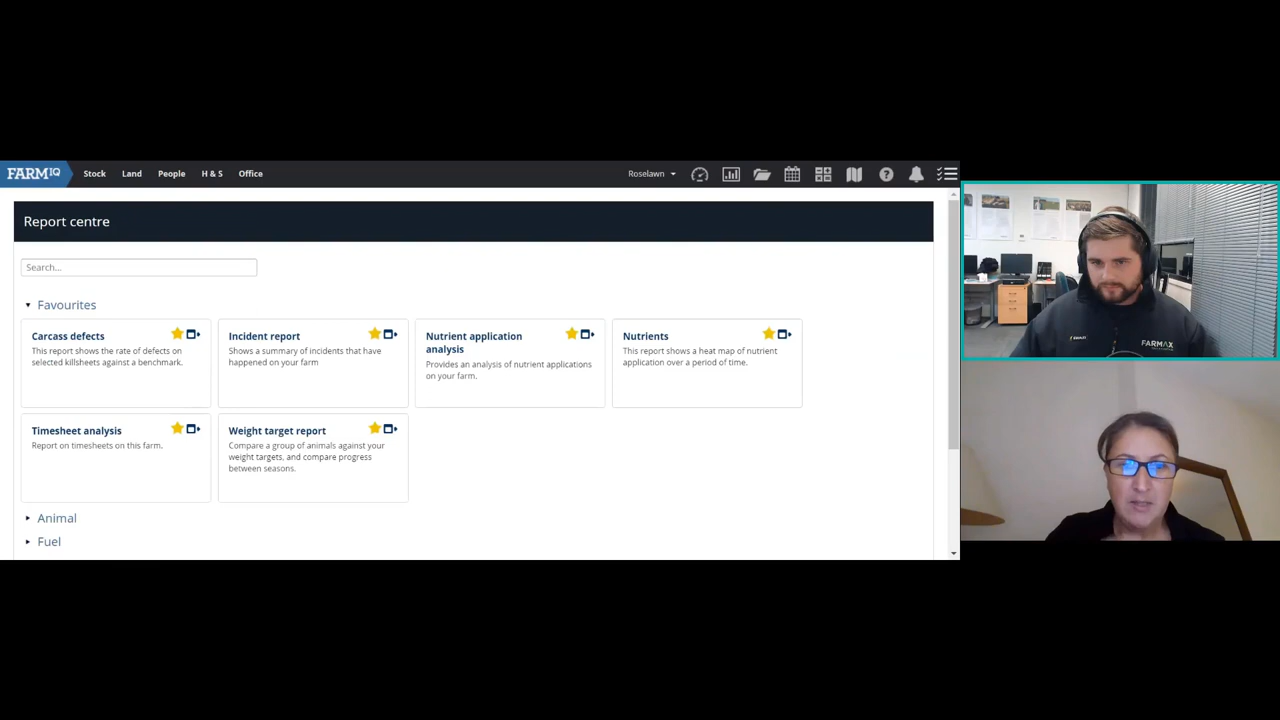 FARMIQ Stock Land People H & S Office Roselawn
Report centre
Search...
Favourites
Carcass defects
This report shows the rate of defects on
selected killsheets against a benchmark.
Incident report
Shows a summary of incidents that have
happened on your farm
Nutrient application
analysis
Provides an analysis of nutrient applications
on your farm.
Nutrients
This report shows a heat map of nutrient
application over a period of time.
Timesheet analysis
Report on timesheets on this farm.
Weight target report
Compare a group of animals against your
weight targets, and compare progress
between seasons.
Animal
Fuel
FARMAX